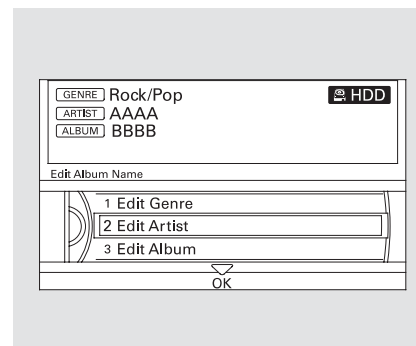 GENRE Rock/Pop HDD
ARTIST AAAA
ALBUM BBBB
Edit Album Name
1 Edit Genre
2 Edit Artist
3 Edit Album
OK